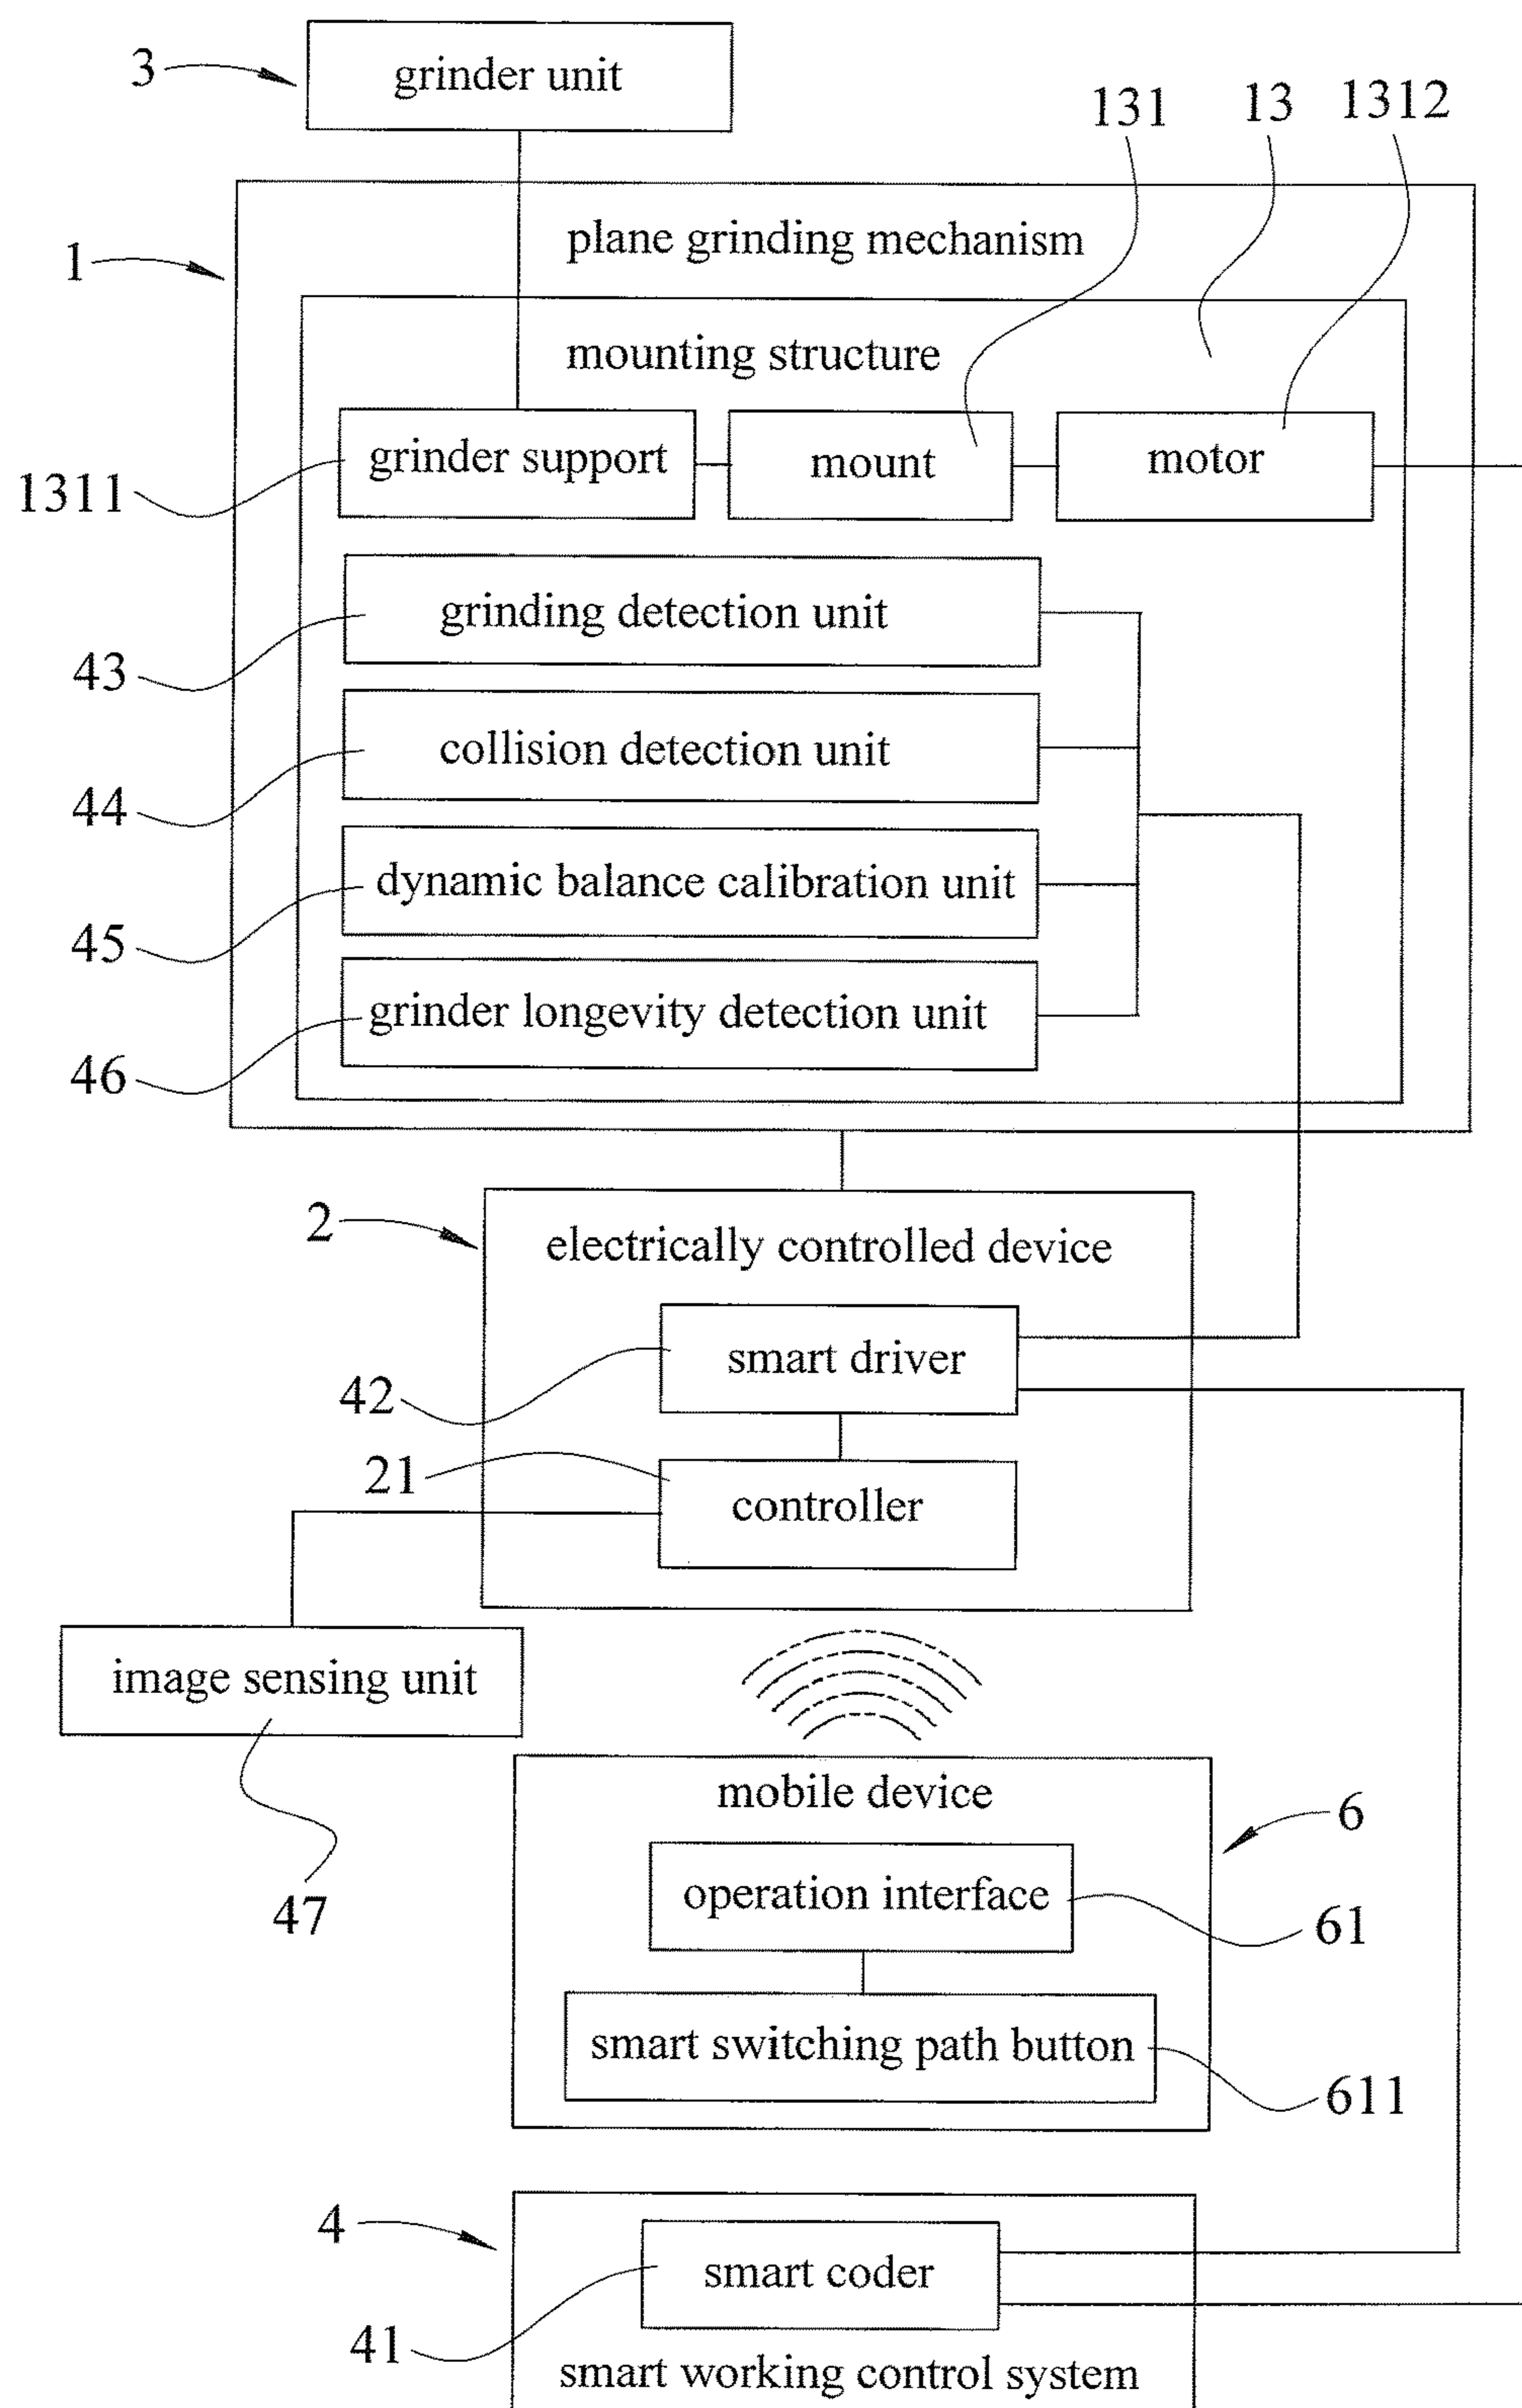 3
grinder unit
131
13
1312
1
plane grinding mechanism
mounting structure
grinder support
mount
motor
1311
grinding detection unit
43
collision detection unit
44
dynamic balance calibration unit
45
grinder longevity detection unit
46
2
electrically controlled device
smart driver
42
21
controller
image sensing unit
47
mobile device
6
operation interface
61
smart switching path button
611
4
smart coder
41
smart working control system